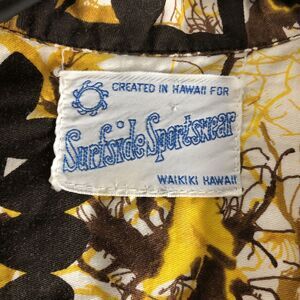 CREATED IN HAWAII FOR
Surfside Sportswear
WAIKIKI HAWAII